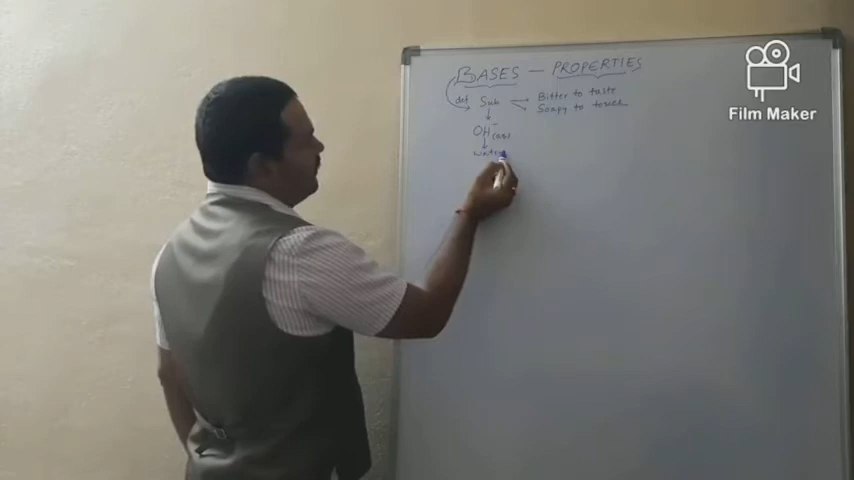 BASES - PROPERTIES
def Sub → Bitter to taste
Soapy to touch
OH⁻ (aq)
water
Film Maker